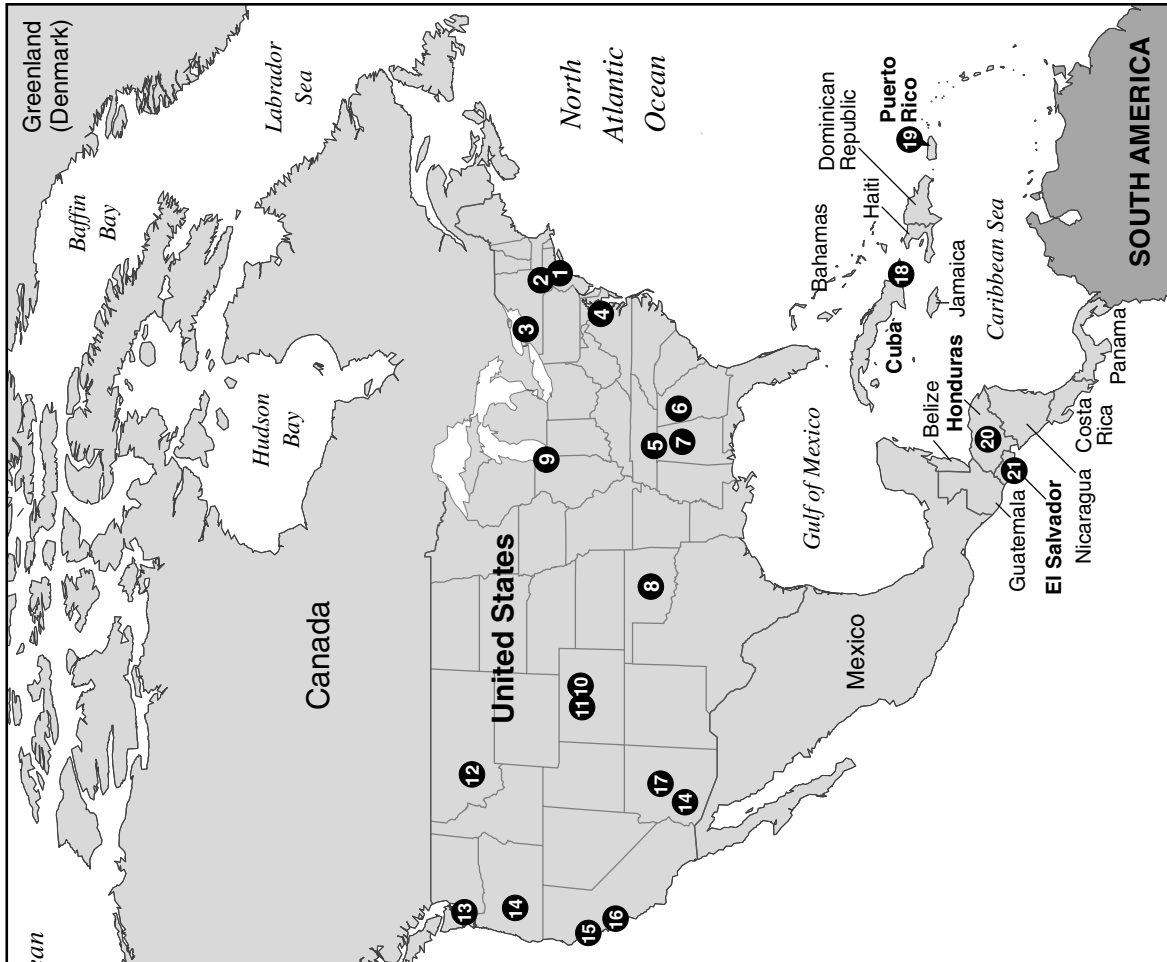 ean
Greenland
(Denmark)
Baffin
Bay
Labrador
Sea
Hudson
Bay
Canada
United States
North
Atlantic
Ocean
13
12
14
3
2
1
9
11
10
15
16
4
8
5
17
14
7
6
Gulf of Mexico
Bahamas
Mexico
Cuba
18
Haiti
Dominican
Republic
19
Puerto
Rico
Jamaica
Belize
Honduras
Caribbean Sea
20
21
Guatemala
El Salvador
Nicaragua
Costa
Rica
Panama
SOUTH AMERICA